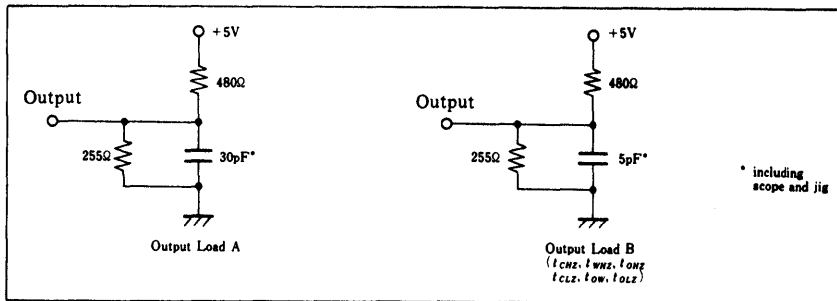 +5V
480Ω
Output
255Ω
30pF*
Output Load A
+5V
480Ω
Output
255Ω
5pF*
* including
scope and jig
Output Load B
(tCHZ, tWHZ, tOHZ
tCLZ, tOW, tOLZ)